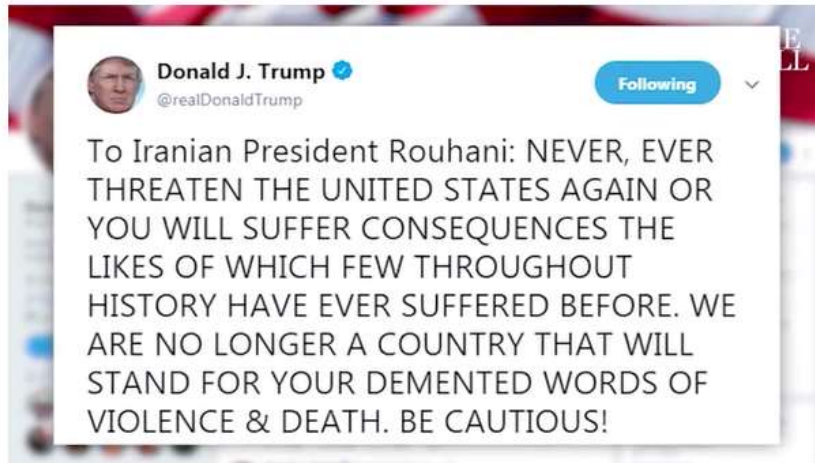 Donald J. Trump
@realDonaldTrump
Following
To Iranian President Rouhani: NEVER, EVER
THREATEN THE UNITED STATES AGAIN OR
YOU WILL SUFFER CONSEQUENCES THE
LIKES OF WHICH FEW THROUGHOUT
HISTORY HAVE EVER SUFFERED BEFORE. WE
ARE NO LONGER A COUNTRY THAT WILL
STAND FOR YOUR DEMENTED WORDS OF
VIOLENCE & DEATH. BE CAUTIOUS!